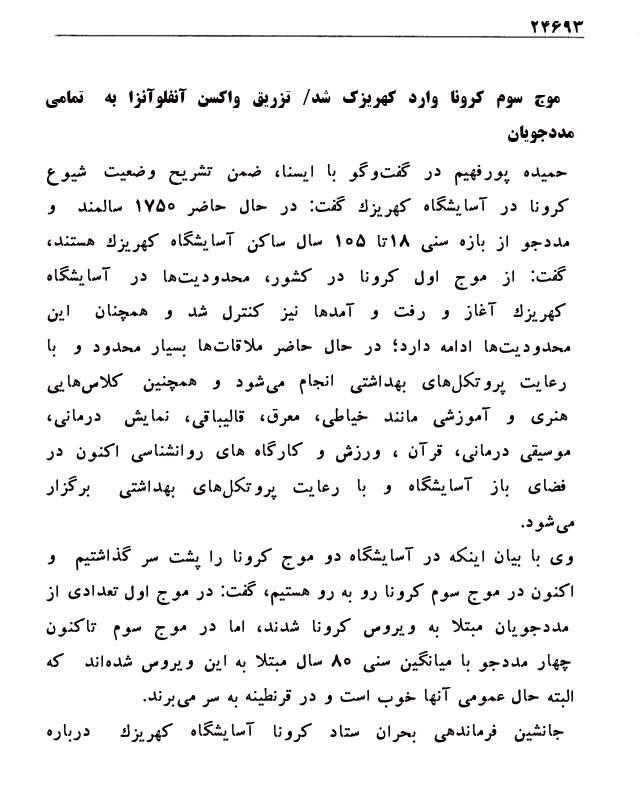 ۲۴۶۹۳
موج سوم کرونا وارد کهریزک شد/ تزریق واکسن آنفلوآنزا به تمامی
مددجویان
حمیده پورفهیم در گفت‌وگو با ایسنا، ضمن تشریح وضعیت شیوع
کرونا در آسایشگاه کهریزك گفت: در حال حاضر ۱۷۵۰ سالمند و
مددجو از بازه سنی ۱۸تا ۱۰۵ سال ساکن آسایشگاه کهریزك هستند،
گفت: از موج اول کرونا در کشور، محدودیت‌ها در آسایشگاه
کهریزك آغاز و رفت و آمدها نیز کنترل شد و همچنان این
محدودیت‌ها ادامه دارد؛ در حال حاضر ملاقات‌ها بسیار محدود و با
رعایت پروتکل‌های بهداشتی انجام می‌شود و همچنین کلاس‌هایی
هنری و آموزشی مانند خیاطی، معرق، قالیبافی، نمایش درمانی،
موسیقی درمانی، قرآن ، ورزش و کارگاه های روانشناسی اکنون در
فضای باز آسایشگاه و با رعایت پروتکل‌های بهداشتی برگزار
می‌شود.
وی با بیان اینکه در آسایشگاه دو موج کرونا را پشت سر گذاشتیم و
اکنون در موج سوم کرونا رو به رو هستیم، گفت: در موج اول تعدادی از
مددجویان مبتلا به ویروس کرونا شدند، اما در موج سوم تاکنون
چهار مددجو با میانگین سنی ۸۰ سال مبتلا به این ویروس شده‌اند که
البته حال عمومی آنها خوب است و در قرنطینه به سر می‌برند.
جانشین فرماندهی بحران ستاد کرونا آسایشگاه کهریزك درباره